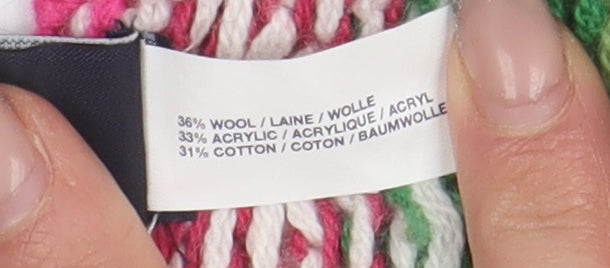 36% WOOL / LAINE / WOLLE
33% ACRYLIC / ACRYLIQUE / ACRYL
31% COTTON / COTON / BAUMWOLLE